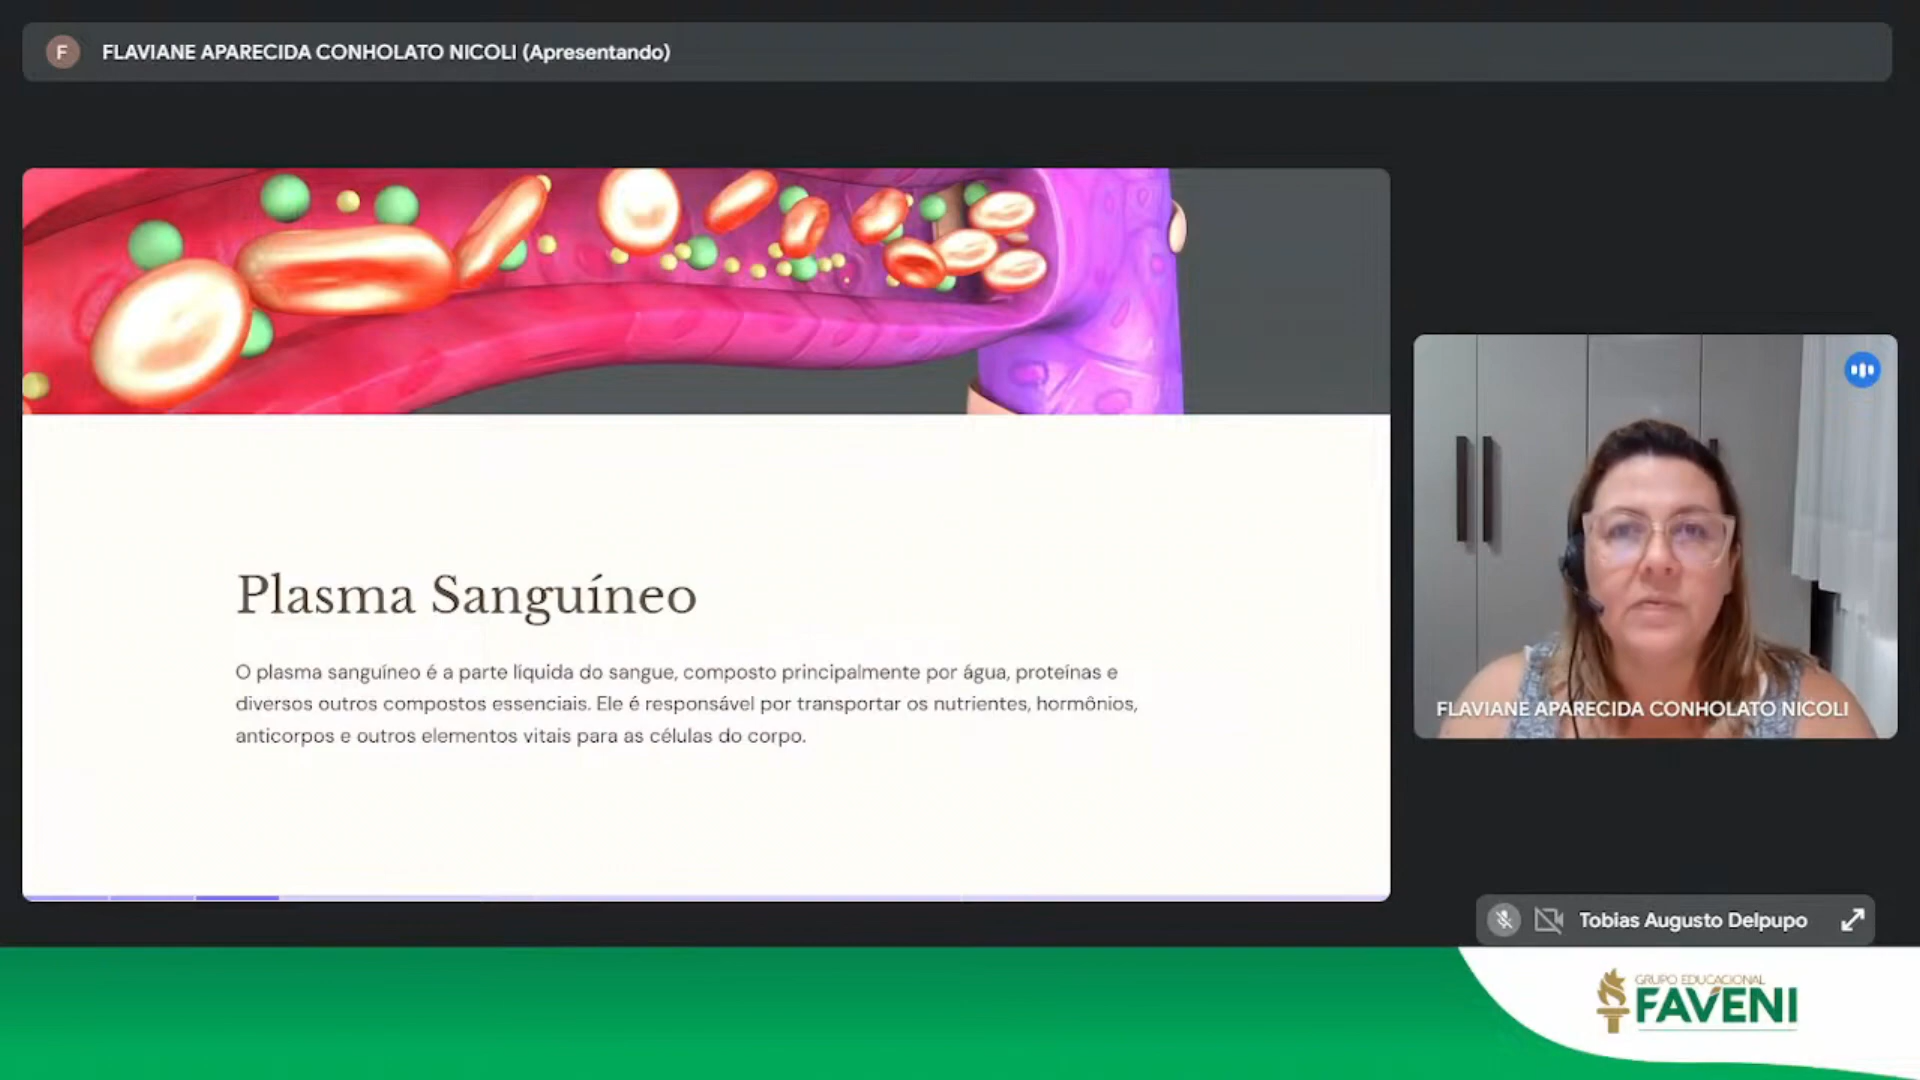 F
FLAVIANE APARECIDA CONHOLATO NICOLI (Apresentando)
Plasma Sanguíneo
O plasma sanguíneo é a parte líquida do sangue, composto principalmente por água, proteínas e
diversos outros compostos essenciais. Ele é responsável por transportar os nutrientes, hormônios,
anticorpos e outros elementos vitais para as células do corpo.
FLAVIANE APARECIDA CONHOLATO NICOLI
Tobias Augusto Delpupo
GRUPO EDUCACIONAL
FAVENI